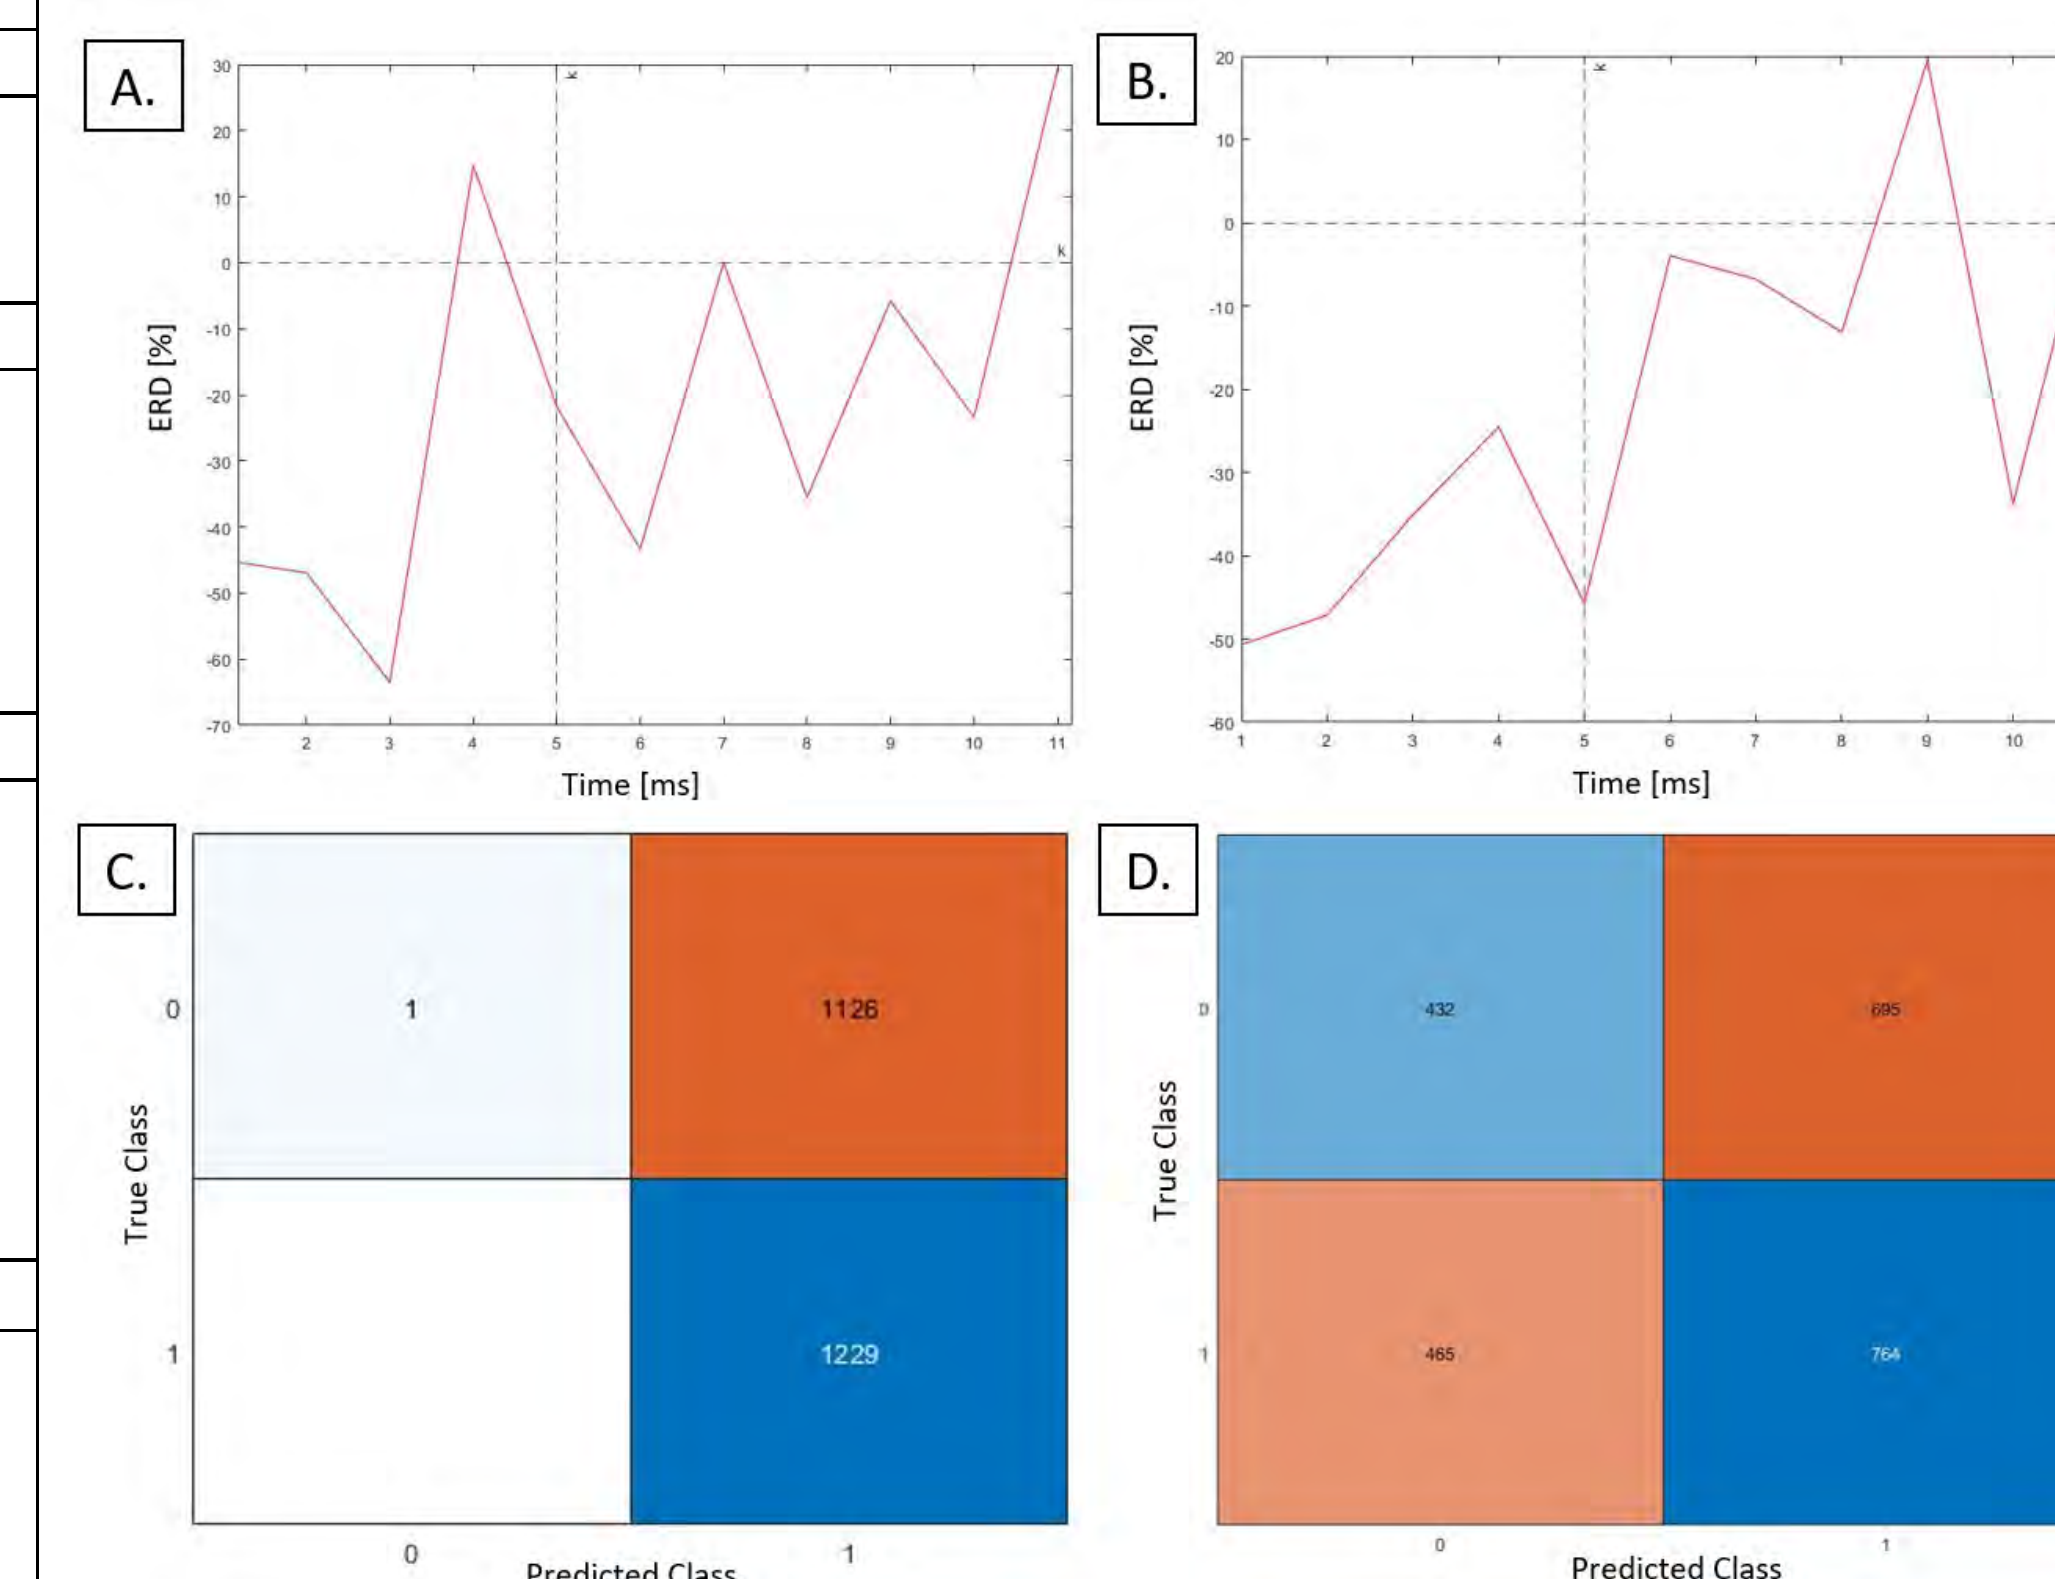 A.
30
20
10
0
-10
-20
-30
-40
-50
-60
-70
ERD [%]
k
k
2 3 4 5 6 7 8 9 10 11
Time [ms]
B.
20
10
0
-10
-20
-30
-40
-50
-60
ERD [%]
k
1 2 3 4 5 6 7 8 9 10
Time [ms]
C.
True Class
0
1
1 1126
1229
0 1
Predicted Class
D.
True Class
0
1
432 695
465 764
0 1
Predicted Class